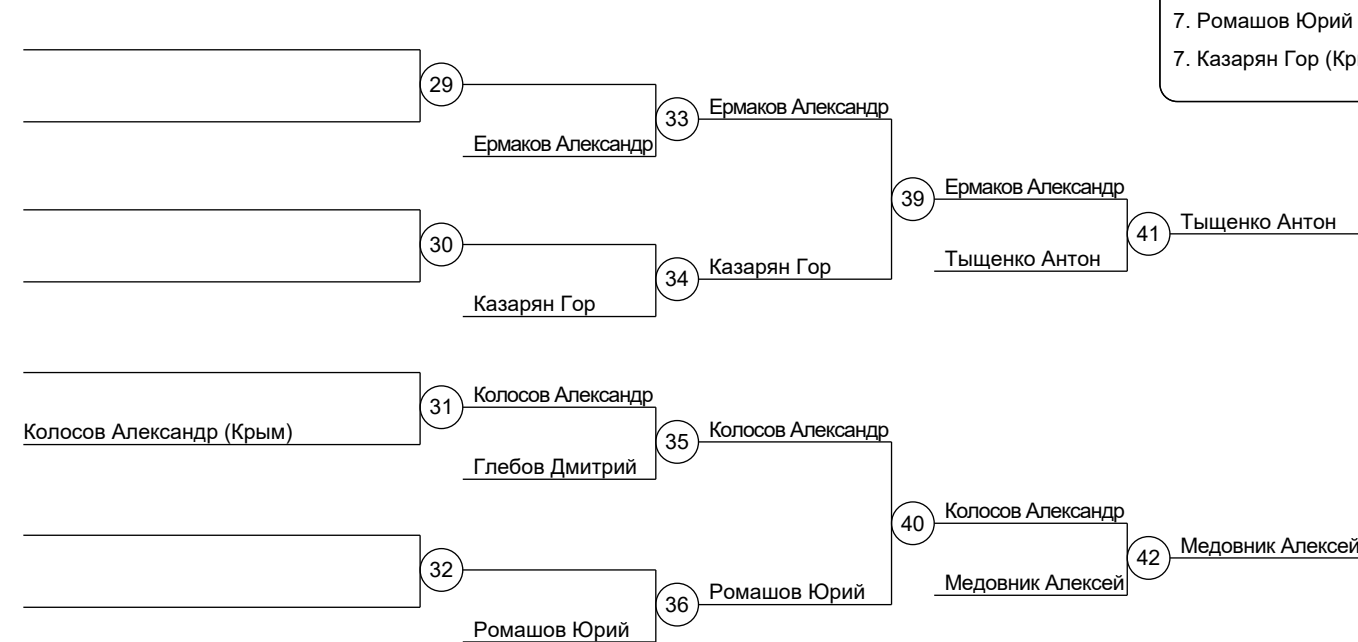 7. Ромашов Юрий
7. Казарян Гор (Кр
29
33
Ермаков Александр
Ермаков Александр
39
Ермаков Александр
41
Тыщенко Антон
30
Тыщенко Антон
34
Казарян Гор
Казарян Гор
31
Колосов Александр
Колосов Александр (Крым)
35
Колосов Александр
Глебов Дмитрий
40
Колосов Александр
42
Медовник Алексей
32
Медовник Алексей
36
Ромашов Юрий
Ромашов Юрий